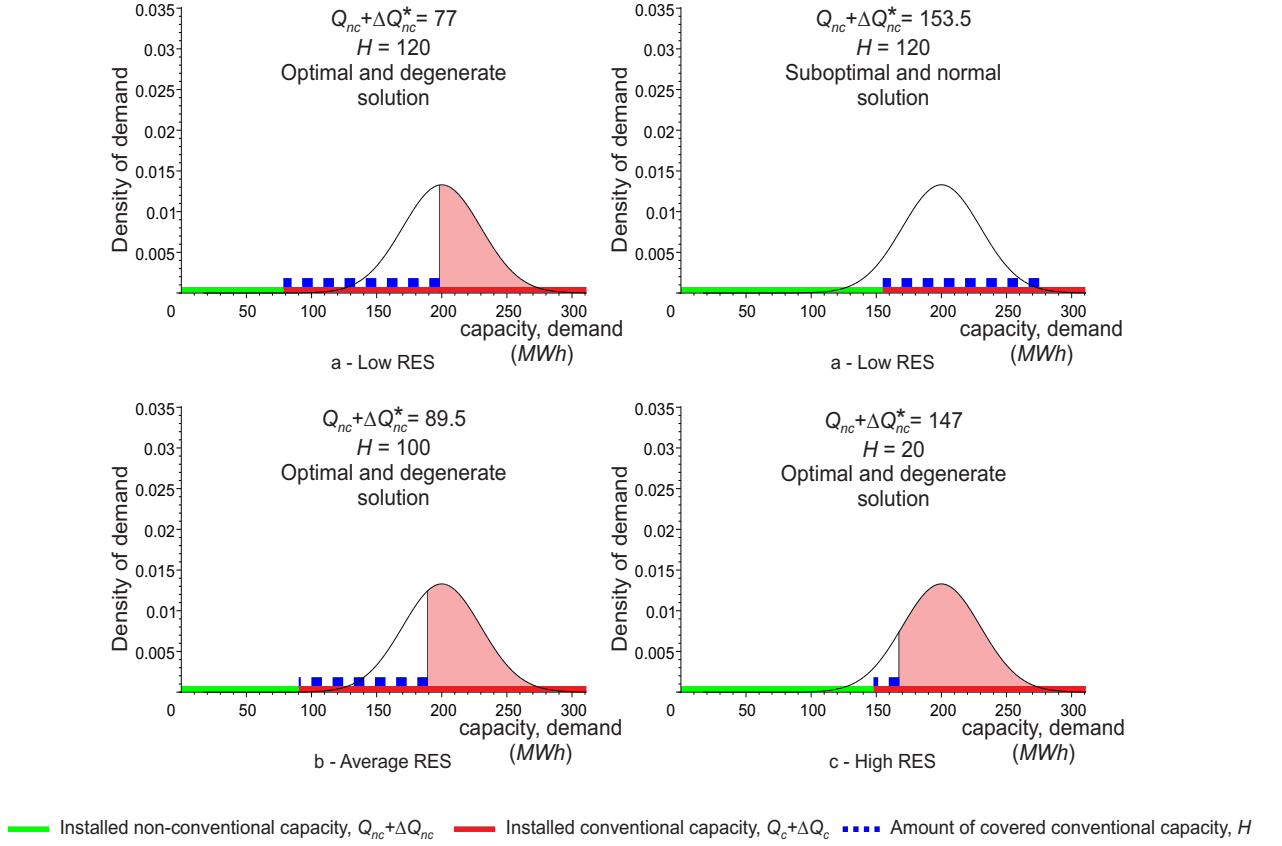 Q_nc+ΔQ*_nc= 77
H = 120
Optimal and degenerate
solution
0.035
0.03
0.025
0.02
0.015
0.01
0.005
Density of demand
0 50 100 150 200 250 300
capacity, demand
(MWh)
a - Low RES
Q_nc+ΔQ*_nc= 153.5
H = 120
Suboptimal and normal
solution
0.035
0.03
0.025
0.02
0.015
0.01
0.005
Density of demand
0 50 100 150 200 250 300
capacity, demand
(MWh)
a - Low RES
Q_nc+ΔQ*_nc= 89.5
H = 100
Optimal and degenerate
solution
0.035
0.03
0.025
0.02
0.015
0.01
0.005
Density of demand
0 50 100 150 200 250 300
capacity, demand
(MWh)
b - Average RES
Q_nc+ΔQ*_nc= 147
H = 20
Optimal and degenerate
solution
0.035
0.03
0.025
0.02
0.015
0.01
0.005
Density of demand
0 50 100 150 200 250 300
capacity, demand
(MWh)
c - High RES
Installed non-conventional capacity, Q_nc+ΔQ_nc Installed conventional capacity, Q_c+ΔQ_c Amount of covered conventional capacity, H